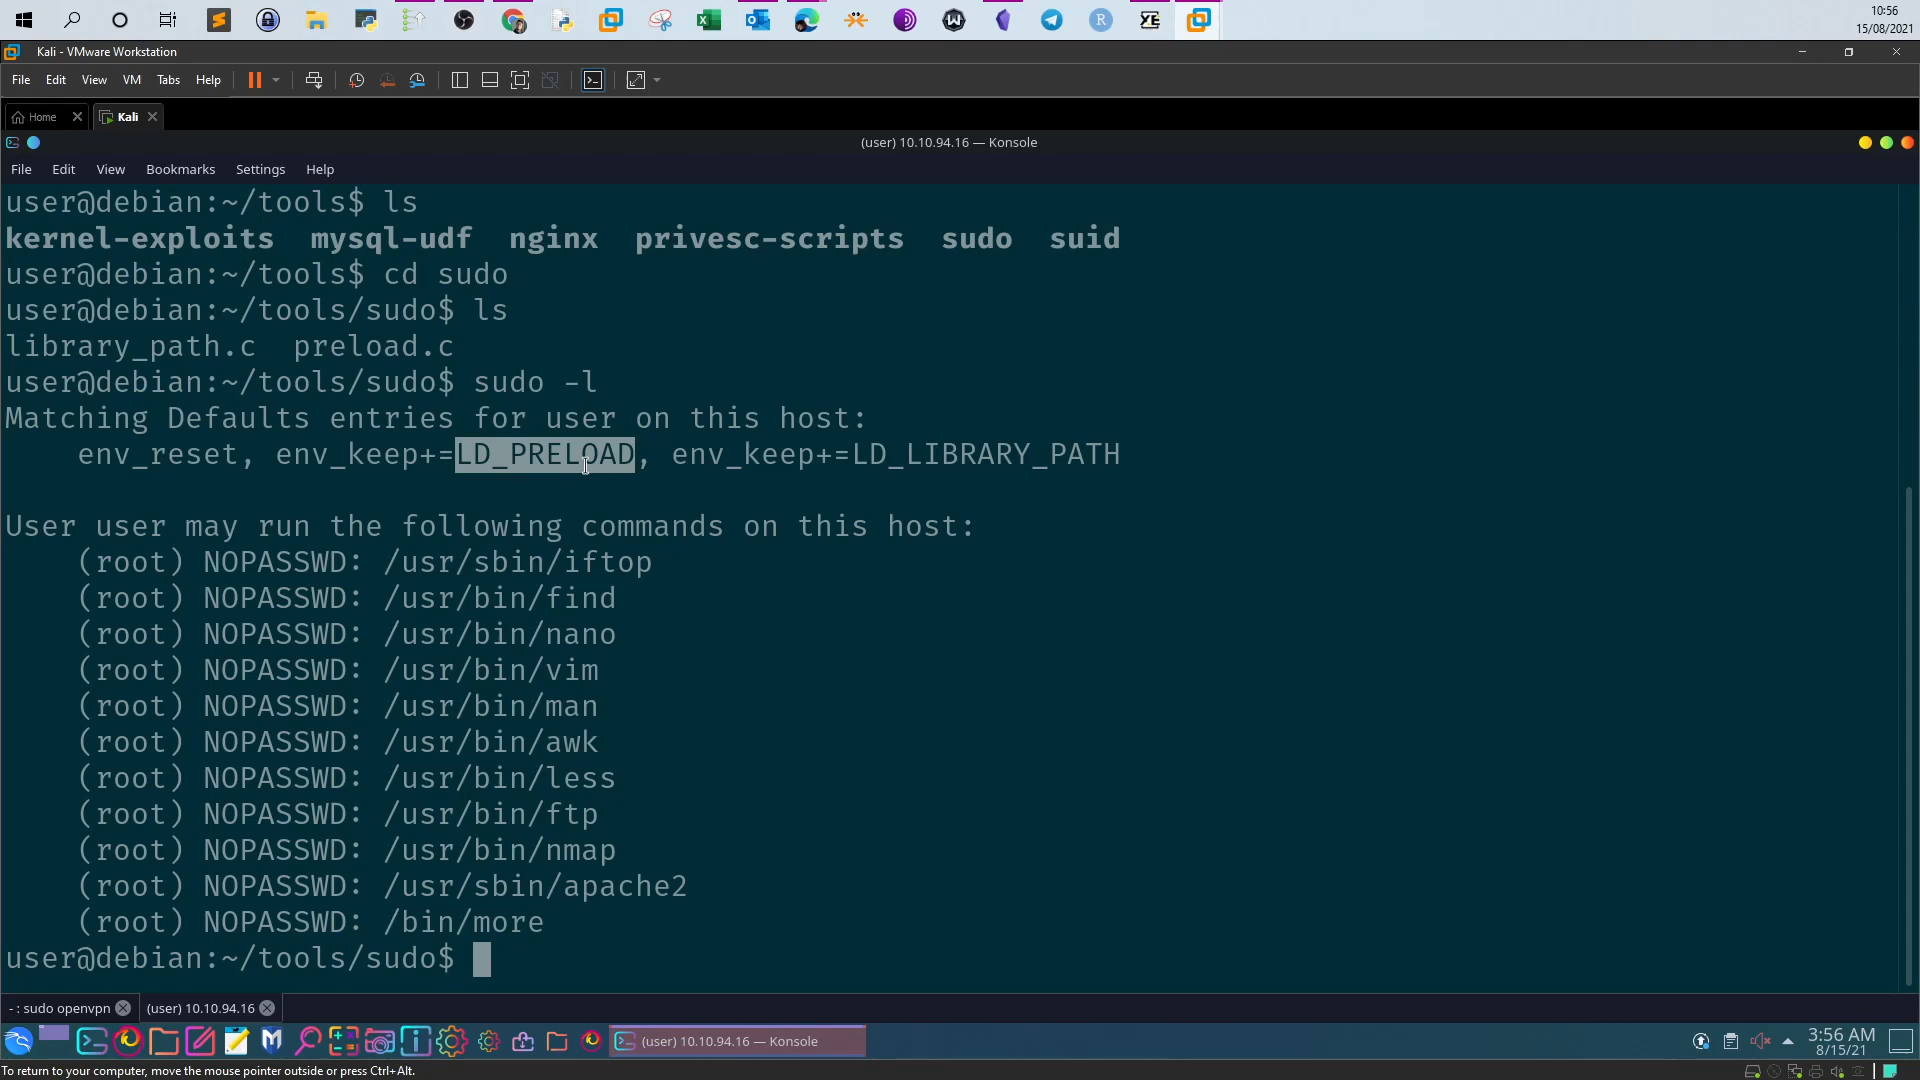 10:56
15/08/2021
Kali - VMware Workstation
File Edit View VM Tabs Help
Home Kali
(user) 10.10.94.16 — Konsole
File Edit View Bookmarks Settings Help
user@debian:~/tools$ ls
kernel-exploits mysql-udf nginx privesc-scripts sudo suid
user@debian:~/tools$ cd sudo
user@debian:~/tools/sudo$ ls
library_path.c preload.c
user@debian:~/tools/sudo$ sudo -l
Matching Defaults entries for user on this host:
env_reset, env_keep+=LD_PRELOAD, env_keep+=LD_LIBRARY_PATH
User user may run the following commands on this host:
(root) NOPASSWD: /usr/sbin/iftop
(root) NOPASSWD: /usr/bin/find
(root) NOPASSWD: /usr/bin/nano
(root) NOPASSWD: /usr/bin/vim
(root) NOPASSWD: /usr/bin/man
(root) NOPASSWD: /usr/bin/awk
(root) NOPASSWD: /usr/bin/less
(root) NOPASSWD: /usr/bin/ftp
(root) NOPASSWD: /usr/bin/nmap
(root) NOPASSWD: /usr/sbin/apache2
(root) NOPASSWD: /bin/more
user@debian:~/tools/sudo$
- : sudo openvpn (user) 10.10.94.16
(user) 10.10.94.16 — Konsole
3:56 AM
8/15/21
To return to your computer, move the mouse pointer outside or press Ctrl+Alt.